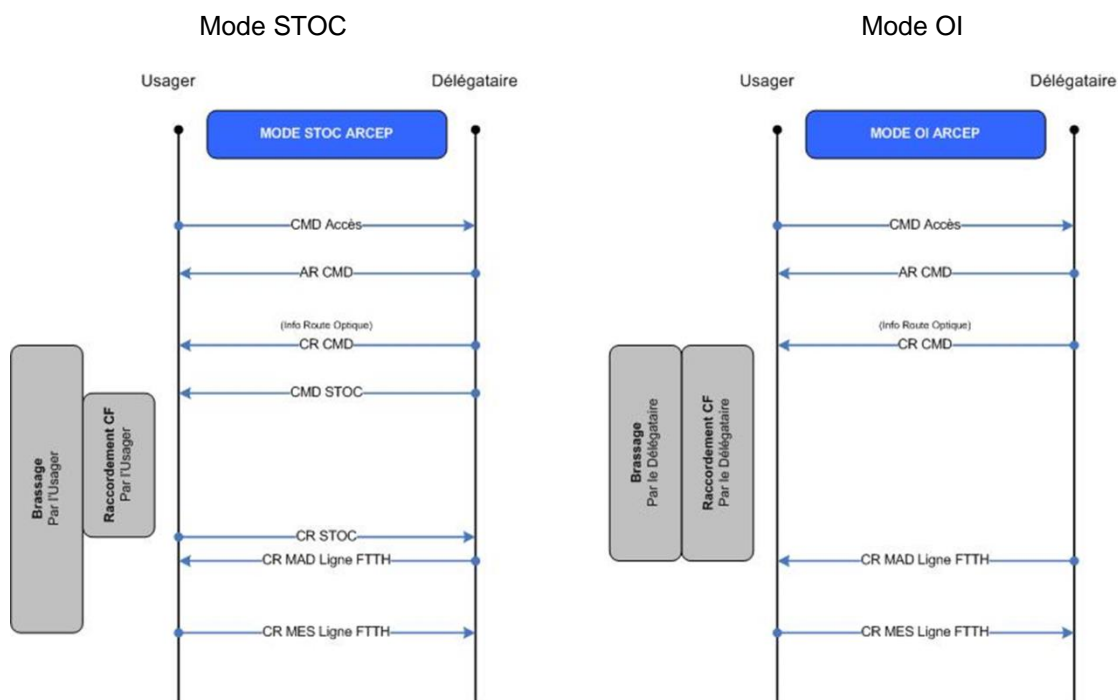 Mode STOC
Usager
Délégataire
MODE STOC ARCEP
CMD Accès
AR CMD
(Info Route Optique)
CR CMD
CMD STOC
Brassage
Par l'Usager
Raccordement CF
Par l'Usager
CR STOC
CR MAD Ligne FTTH
CR MES Ligne FTTH
Mode OI
Usager
Délégataire
MODE OI ARCEP
CMD Accès
AR CMD
(Info Route Optique)
CR CMD
Brassage
Par le Délégataire
Raccordement CF
Par le Délégataire
CR MAD Ligne FTTH
CR MES Ligne FTTH